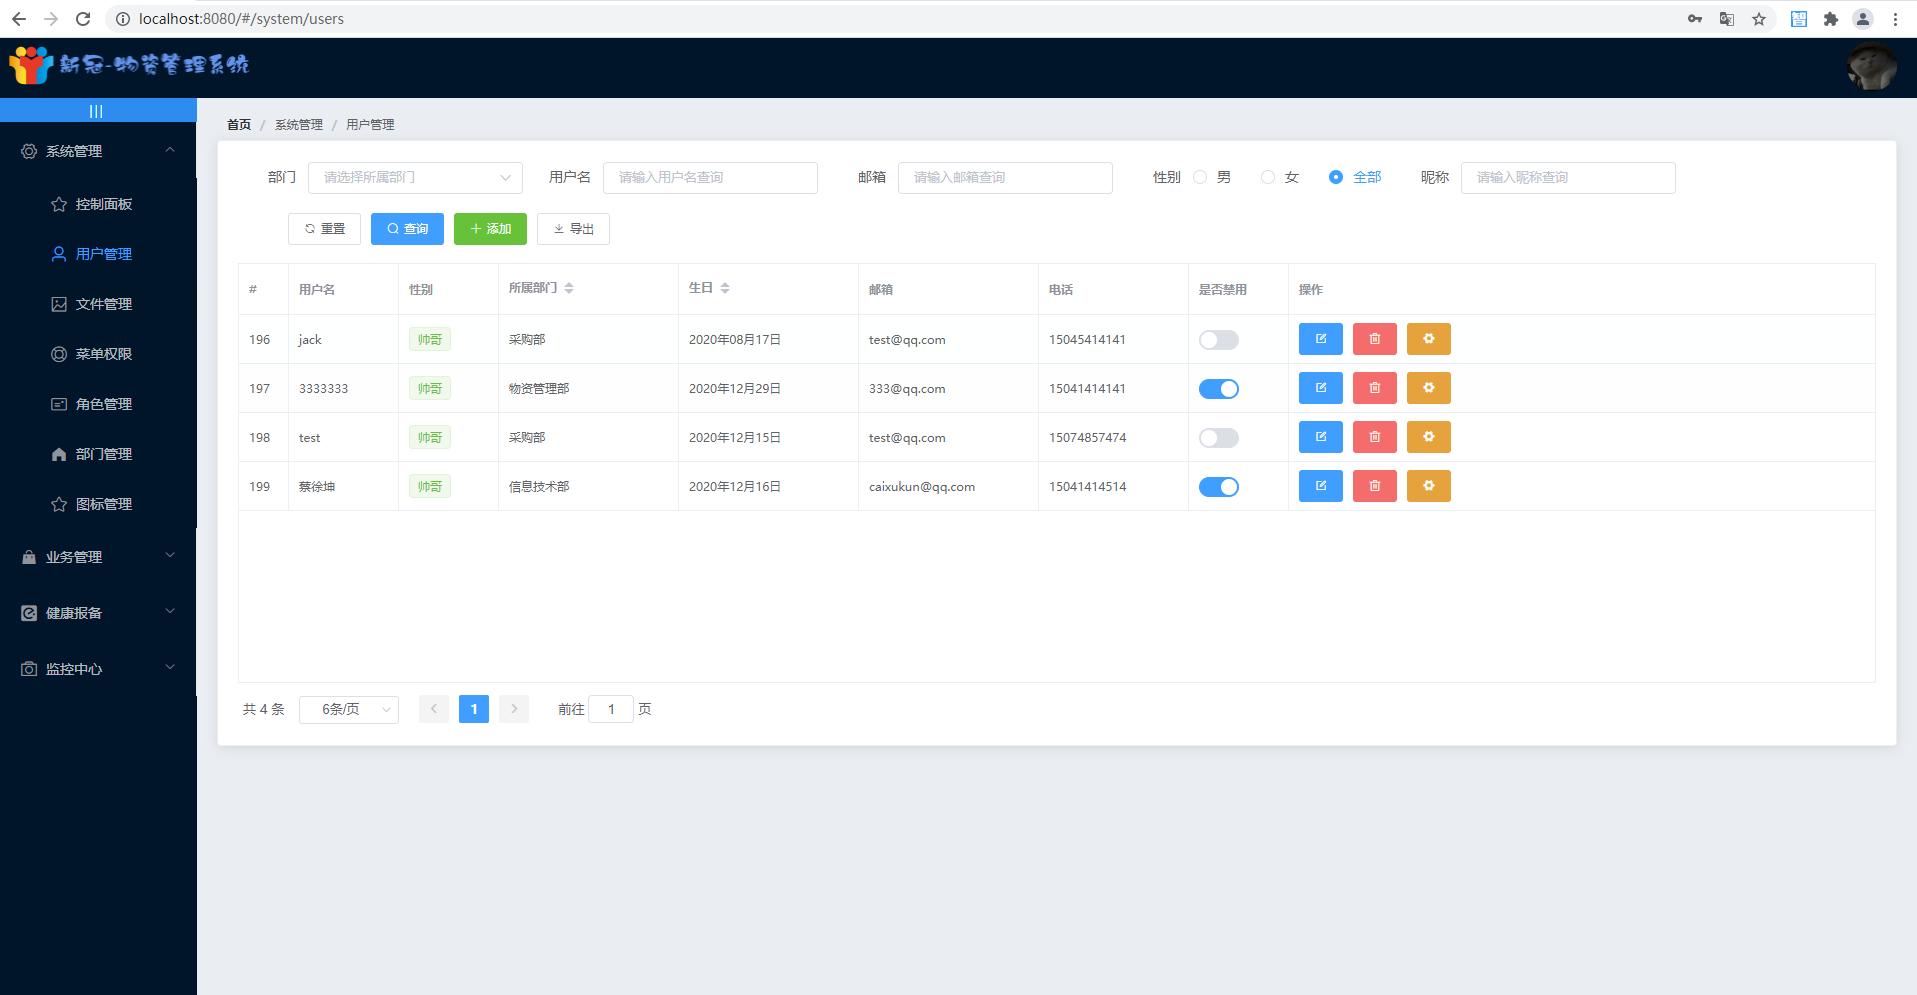 localhost:8080/#/system/users
新冠-物资管理系统
|||
首页 / 系统管理 / 用户管理
系统管理
控制面板
用户管理
文件管理
菜单权限
角色管理
部门管理
图标管理
业务管理
健康报备
监控中心
部门 请选择所属部门 用户名 请输入用户名查询 邮箱 请输入邮箱查询 性别 男 女 全部 昵称 请输入昵称查询
重置 查询 添加 导出
# 用户名 性别 所属部门 生日 邮箱 电话 是否禁用 操作
196 jack 帅哥 采购部 2020年08月17日 test@qq.com 15045414141
197 3333333 帅哥 物资管理部 2020年12月29日 333@qq.com 15041414141
198 test 帅哥 采购部 2020年12月15日 test@qq.com 15074857474
199 蔡徐坤 帅哥 信息技术部 2020年12月16日 caixukun@qq.com 15041414514
共 4 条 6条/页 1 前往 1 页